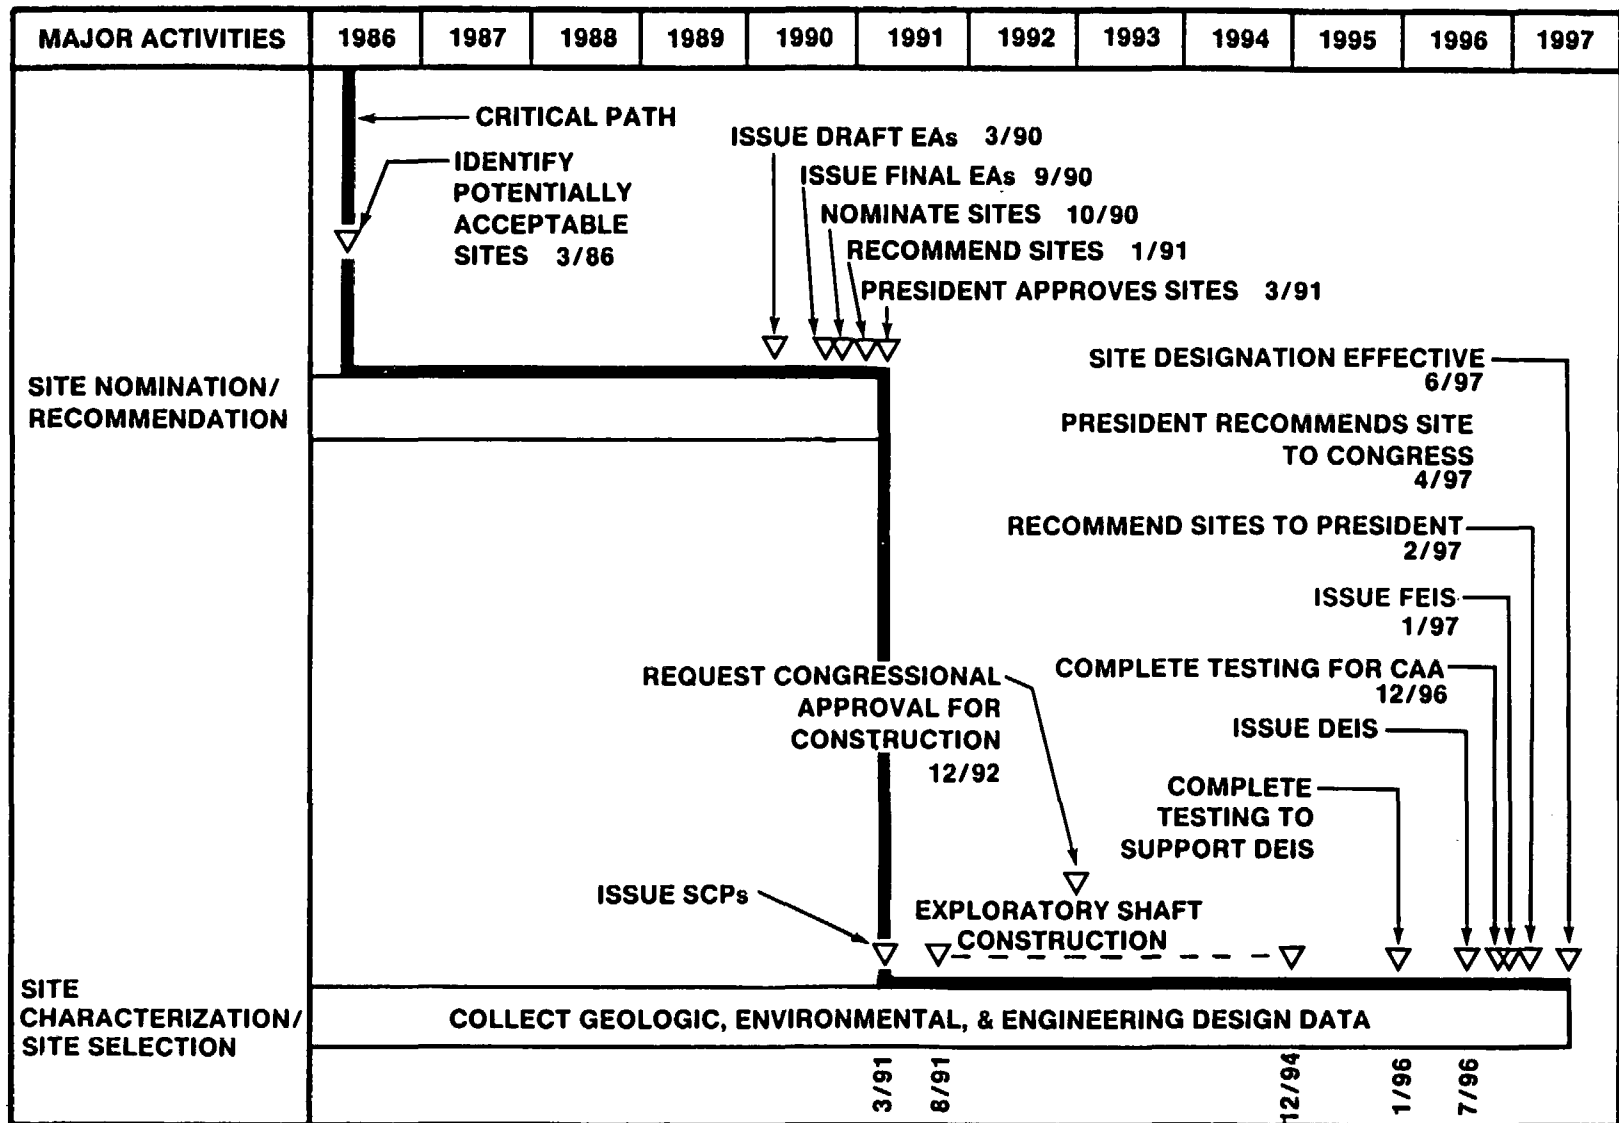 MAJOR ACTIVITIES 1986 1987 1988 1989 1990 1991 1992 1993 1994 1995 1996 1997
CRITICAL PATH
IDENTIFY
POTENTIALLY
ACCEPTABLE
SITES 3/86
ISSUE DRAFT EAs 3/90
ISSUE FINAL EAs 9/90
NOMINATE SITES 10/90
RECOMMEND SITES 1/91
PRESIDENT APPROVES SITES 3/91
SITE NOMINATION/
RECOMMENDATION
SITE DESIGNATION EFFECTIVE
6/97
PRESIDENT RECOMMENDS SITE
TO CONGRESS
4/97
RECOMMEND SITES TO PRESIDENT
2/97
ISSUE FEIS
1/97
REQUEST CONGRESSIONAL
APPROVAL FOR
CONSTRUCTION
12/92
COMPLETE TESTING FOR CAA
12/96
ISSUE DEIS
COMPLETE
TESTING TO
SUPPORT DEIS
ISSUE SCPs
EXPLORATORY SHAFT
CONSTRUCTION
SITE
CHARACTERIZATION/
SITE SELECTION
COLLECT GEOLOGIC, ENVIRONMENTAL, & ENGINEERING DESIGN DATA
3/91
8/91
12/94
1/96
7/96